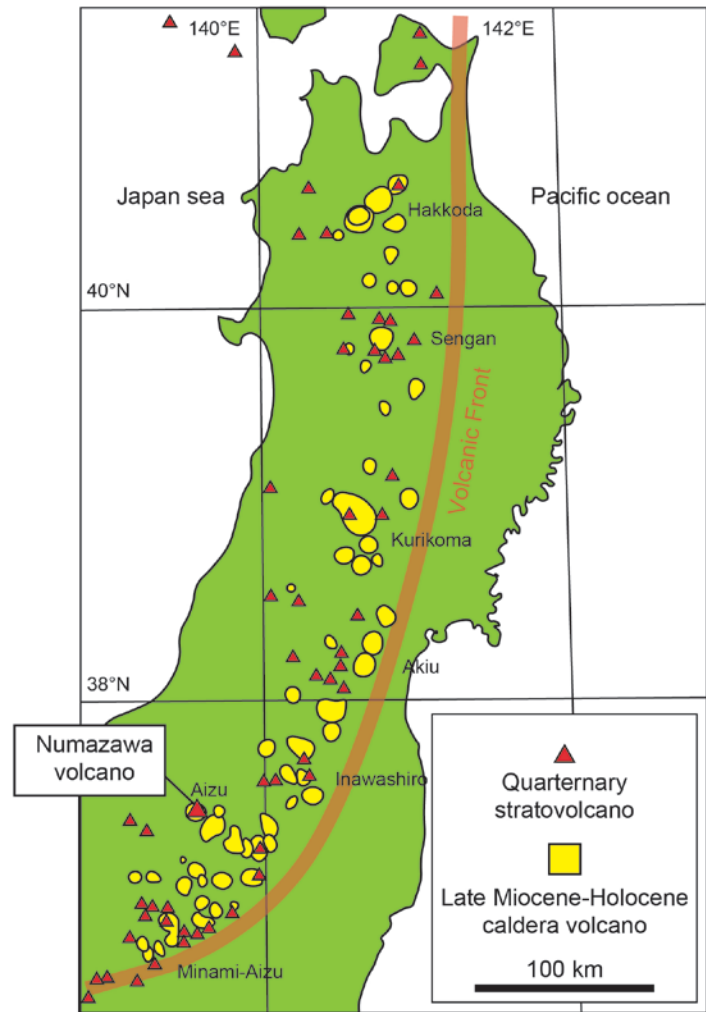 140°E
142°E
Japan sea
Pacific ocean
Hakkoda
40°N
Sengan
Volcanic Front
Kurikoma
Akiu
38°N
Numazawa
volcano
Aizu
Inawashiro
Minami-Aizu
Quarternary
stratovolcano
Late Miocene-Holocene
caldera volcano
100 km